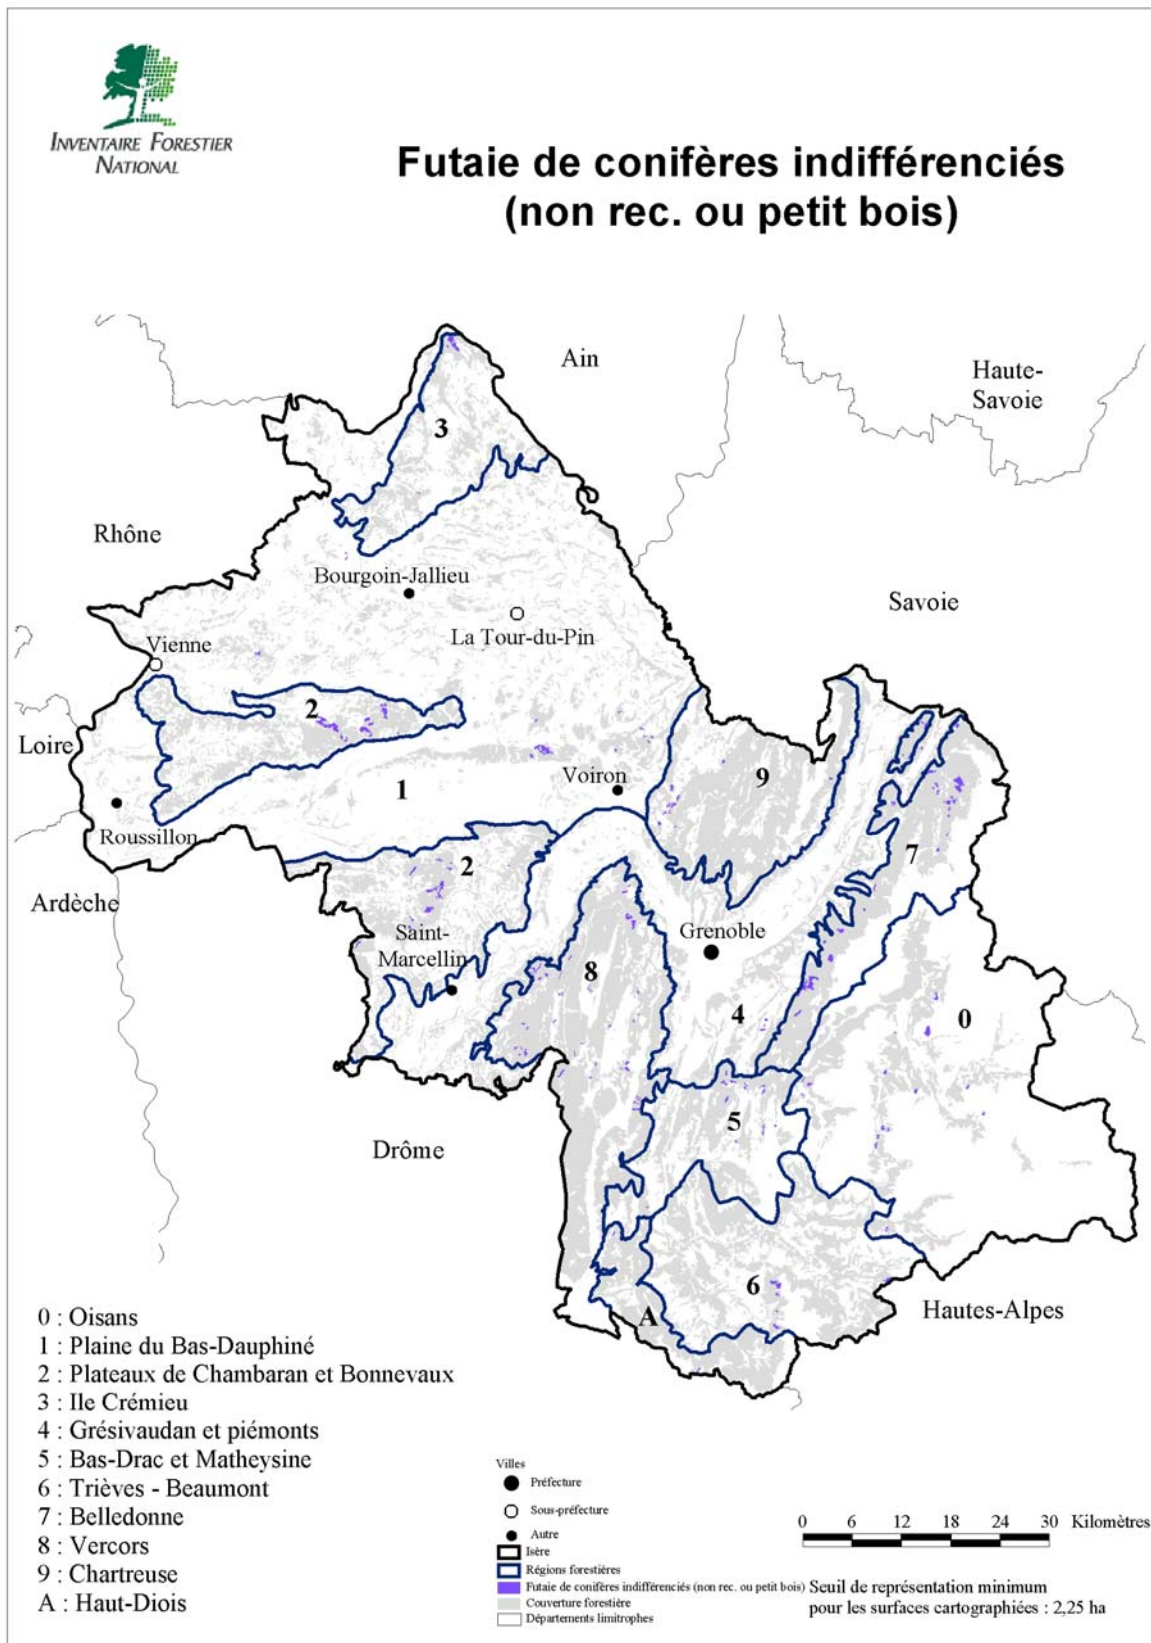 INVENTAIRE FORESTIER
NATIONAL
Futaie de conifères indifférenciés
(non rec. ou petit bois)
Ain
Haute-
Savoie
3
Rhône
Bourgoin-Jallieu
La Tour-du-Pin
Savoie
Vienne
2
Loire
9
1
Voiron
Roussillon
2
7
Ardèche
Saint-
Marcellin
Grenoble
8
4
0
5
Drôme
6
A
Hautes-Alpes
0 : Oisans
1 : Plaine du Bas-Dauphiné
2 : Plateaux de Chambaran et Bonnevaux
3 : Ile Crémieu
4 : Grésivaudan et piémonts
5 : Bas-Drac et Matheysine
6 : Trièves - Beaumont
7 : Belledonne
8 : Vercors
9 : Chartreuse
A : Haut-Diois
Villes
Préfecture
Sous-préfecture
Autre
Isère
Régions forestières
Futaie de conifères indifférenciés (non rec. ou petit bois)
Couverture forestière
Départements limitrophes
0 6 12 18 24 30 Kilomètres
Seuil de représentation minimum
pour les surfaces cartographiées : 2,25 ha